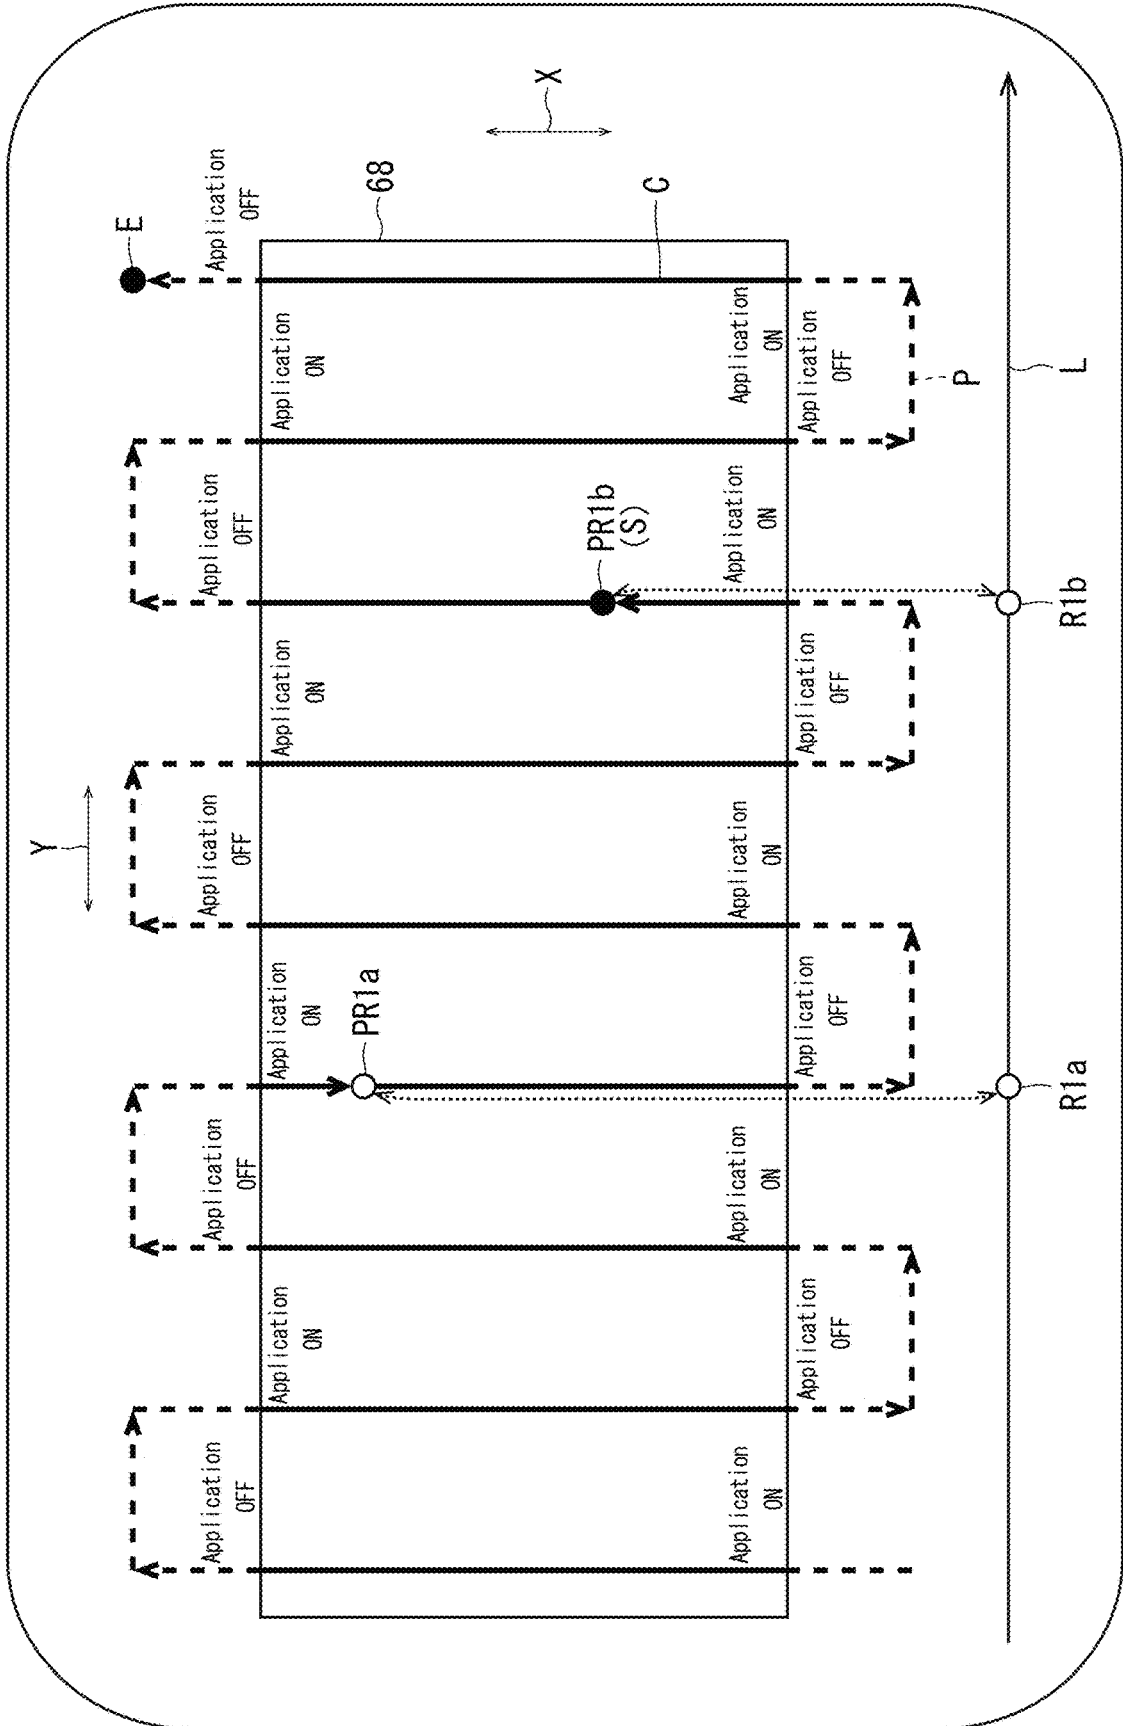 Y
E
Application
OFF
Application
OFF
Application
OFF
Application
OFF
Application
OFF
Application
ON
Application
ON
Application
ON
Application
ON
PR1a
68
X
PR1b
(S)
C
Application
ON
Application
ON
Application
ON
Application
ON
Application
ON
Application
OFF
Application
OFF
Application
OFF
Application
OFF
P
R1a
R1b
L